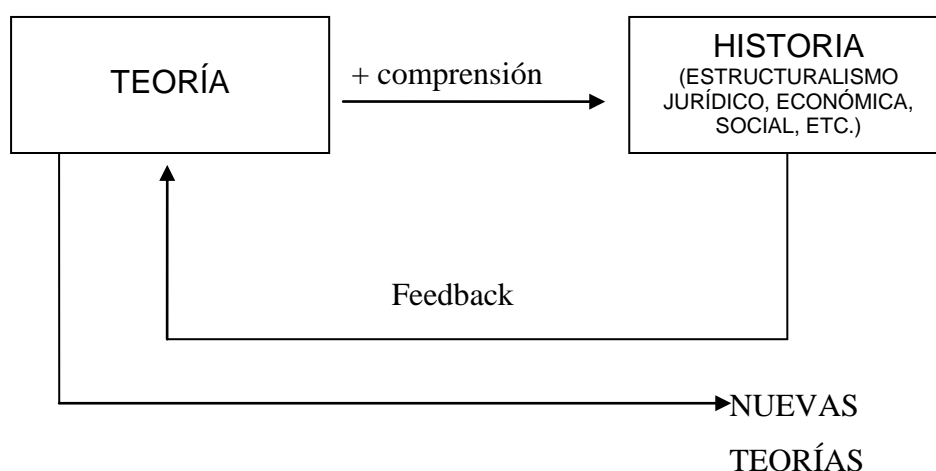 TEORÍA
+ comprensión
HISTORIA
(ESTRUCTURALISMO
JURÍDICO, ECONÓMICA,
SOCIAL, ETC.)
Feedback
NUEVAS
TEORÍAS